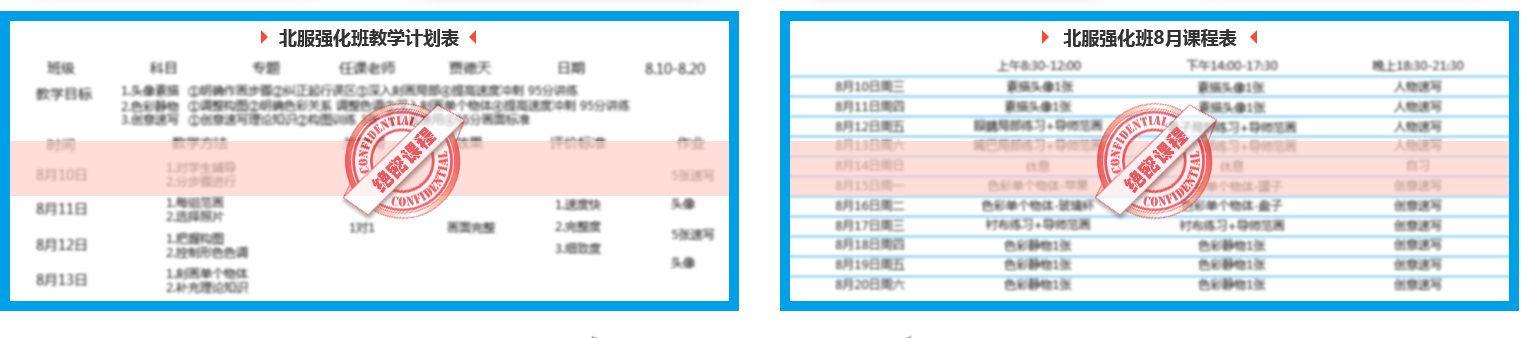 北服强化班教学计划表
班级 科目 专题 任课老师 贾德天 日期 8.10-8.20
教学目标 1.头像素描 ①明确作画步骤②纠正起行误区③深入刻画局部④提高速度冲刺 95分讲练
2.色彩静物 ①调整构图②明确色彩关系 调整色调 单个物体④提高速度冲刺 95分讲练
3.创意速写 ①创意速写理论知识②构图训练 5分画面标准
时间 教学方法 效果 评价标准 作业
8月10日 1.对学生辅导
2.分步骤进行 5张速写
8月11日 1.每组范画 1.速度快 头像
2.选择照片
1对1 画面完整 2.完整度
8月12日 1.把握构图 5张速写
2.控制形色色调 3.细致度
头像
8月13日 1.刻画单个物体
2.补充理论知识
CONFIDENTIAL
绝密课程
CONFIDENTIAL
北服强化班8月课程表
上午8:30-12:00 下午14:00-17:30 晚上18:30-21:30
8月10日周三 素描头像1张 素描头像1张 人物速写
8月11日周四 素描头像1张 素描头像1张 人物速写
8月12日周五 眼睛局部练习+导师范画 子局部练习+导师范画 人物速写
8月13日周六 嘴巴局部练习+导师范画 练习+导师范画 人物速写
8月14日周日 休息 休息 自习
8月15日周一 色彩单个物体-苹果 单个物体-罐子 创意速写
8月16日周二 色彩单个物体-玻璃杯 色彩单个物体-盘子 创意速写
8月17日周三 衬布练习+导师范画 衬布练习+导师范画 创意速写
8月18日周四 色彩静物1张 色彩静物1张 创意速写
8月19日周五 色彩静物1张 色彩静物1张 创意速写
8月20日周六 色彩静物1张 色彩静物1张 创意速写
CONFIDENTIAL
绝密课程
CONFIDENTIAL